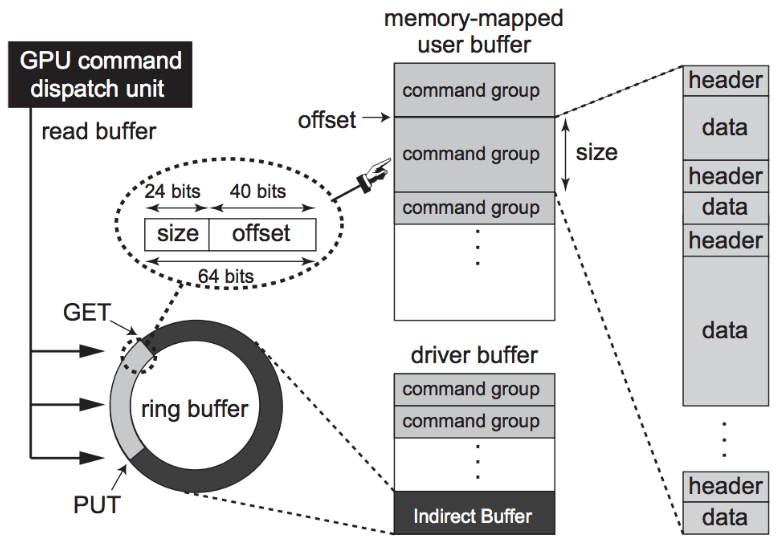 GPU command
dispatch unit
read buffer
24 bits
40 bits
size
offset
64 bits
GET
ring buffer
PUT
memory-mapped
user buffer
command group
offset
command group
size
command group
driver buffer
command group
command group
Indirect Buffer
header
data
header
data
header
data
header
data